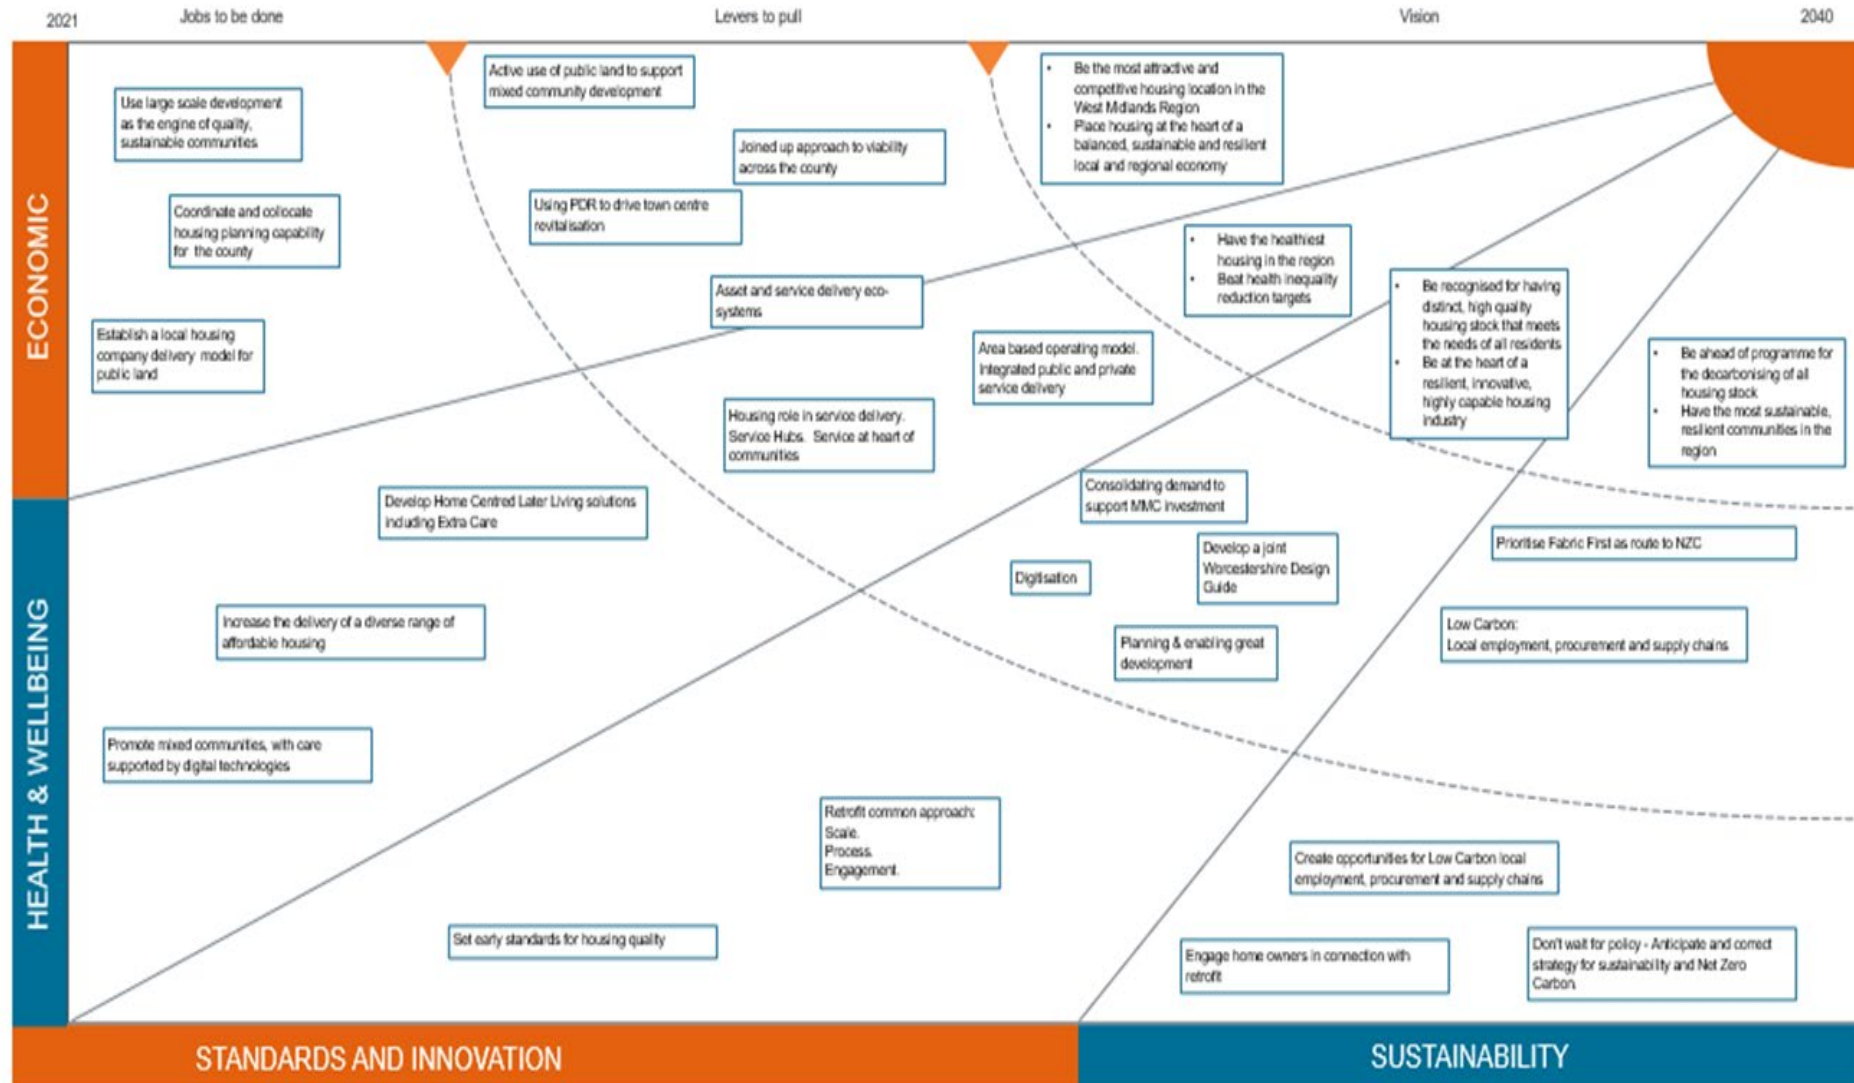 2021
Jobs to be done
Levers to pull
Vision
2040
ECONOMIC
HEALTH & WELLBEING
Use large scale development
as the engine of quality,
sustainable communities
Coordinate and collocate
housing planning capability
for the county
Establish a local housing
company delivery model for
public land
Active use of public land to support
mixed community development
Joined up approach to viability
across the county
Using PDR to drive town centre
revitalisation
Asset and service delivery eco-
systems
• Be the most attractive and
competitive housing location in the
West Midlands Region
• Place housing at the heart of a
balanced, sustainable and resilient
local and regional economy
• Have the healthiest
housing in the region
• Beat health inequality
reduction targets
• Be recognised for having
distinct, high quality
housing stock that meets
the needs of all residents
• Be at the heart of a
resilient, innovative,
highly capable housing
industry
• Be ahead of programme for
the decarbonising of all
housing stock
• Have the most sustainable,
resilient communities in the
region
Area based operating model.
Integrated public and private
service delivery
Housing role in service delivery.
Service Hubs. Service at heart of
communities
Develop Home Centred Later Living solutions
including Extra Care
Increase the delivery of a diverse range of
affordable housing
Promote mixed communities, with care
supported by digital technologies
Consolidating demand to
support MMC investment
Digitisation
Develop a joint
Worcestershire Design
Guide
Planning & enabling great
development
Prioritise Fabric First as route to NZC
Low Carbon:
Local employment, procurement and supply chains
Retrofit common approach:
Scale.
Process.
Engagement.
Set early standards for housing quality
Create opportunities for Low Carbon local
employment, procurement and supply chains
Engage home owners in connection with
retrofit
Don't wait for policy - Anticipate and correct
strategy for sustainability and Net Zero
Carbon.
STANDARDS AND INNOVATION
SUSTAINABILITY